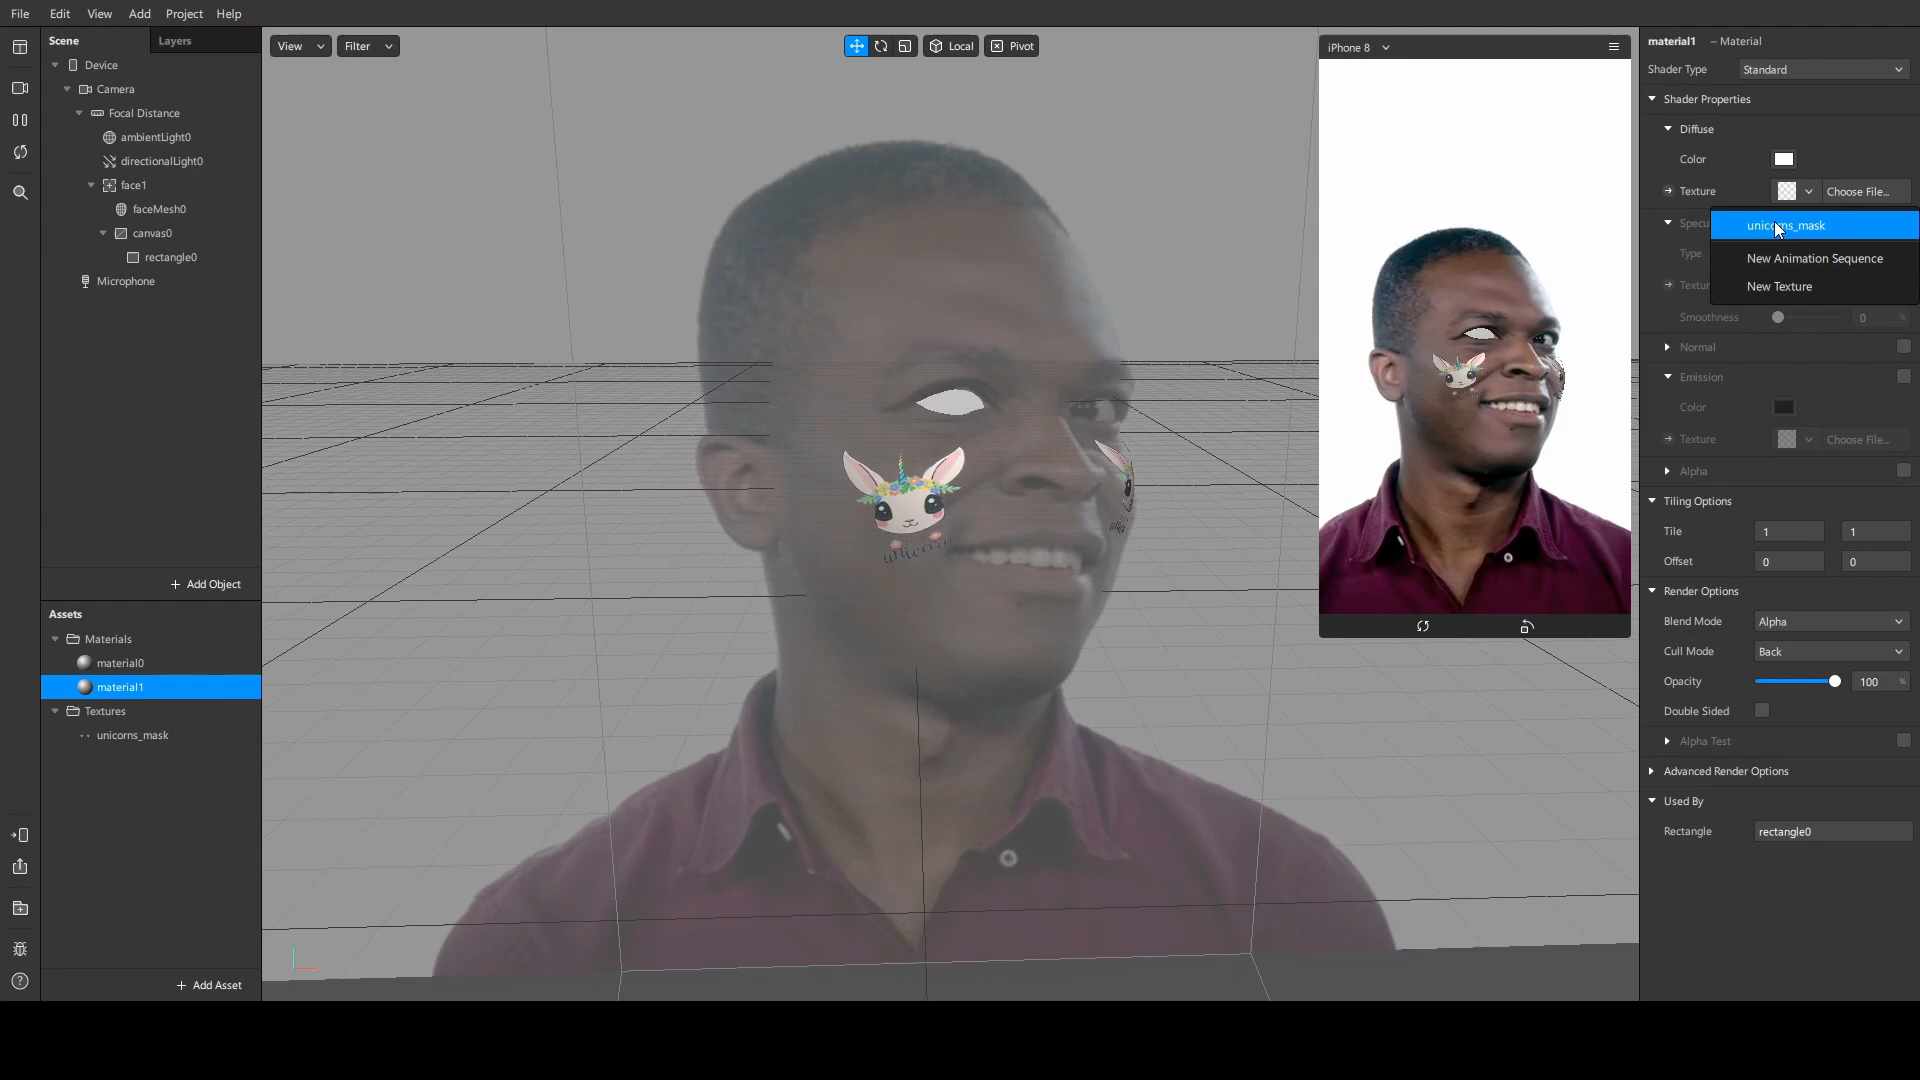 File Edit View Add Project Help
Scene Layers
Device
Camera
Focal Distance
ambientLight0
directionalLight0
face1
faceMesh0
canvas0
rectangle0
Microphone
+ Add Object
Assets
Materials
material0
material1
Textures
unicorns_mask
+ Add Asset
View Filter Local Pivot
unicorn
iPhone 8
material1 – Material
Shader Type Standard
Shader Properties
Diffuse
Color
Texture Choose File...
unicorns_mask
New Animation Sequence
New Texture
Smoothness 0 %
Normal
Emission
Color
Texture Choose File...
Alpha
Tiling Options
Tile 1 1
Offset 0 0
Render Options
Blend Mode Alpha
Cull Mode Back
Opacity 100 %
Double Sided
Alpha Test
Advanced Render Options
Used By
Rectangle rectangle0